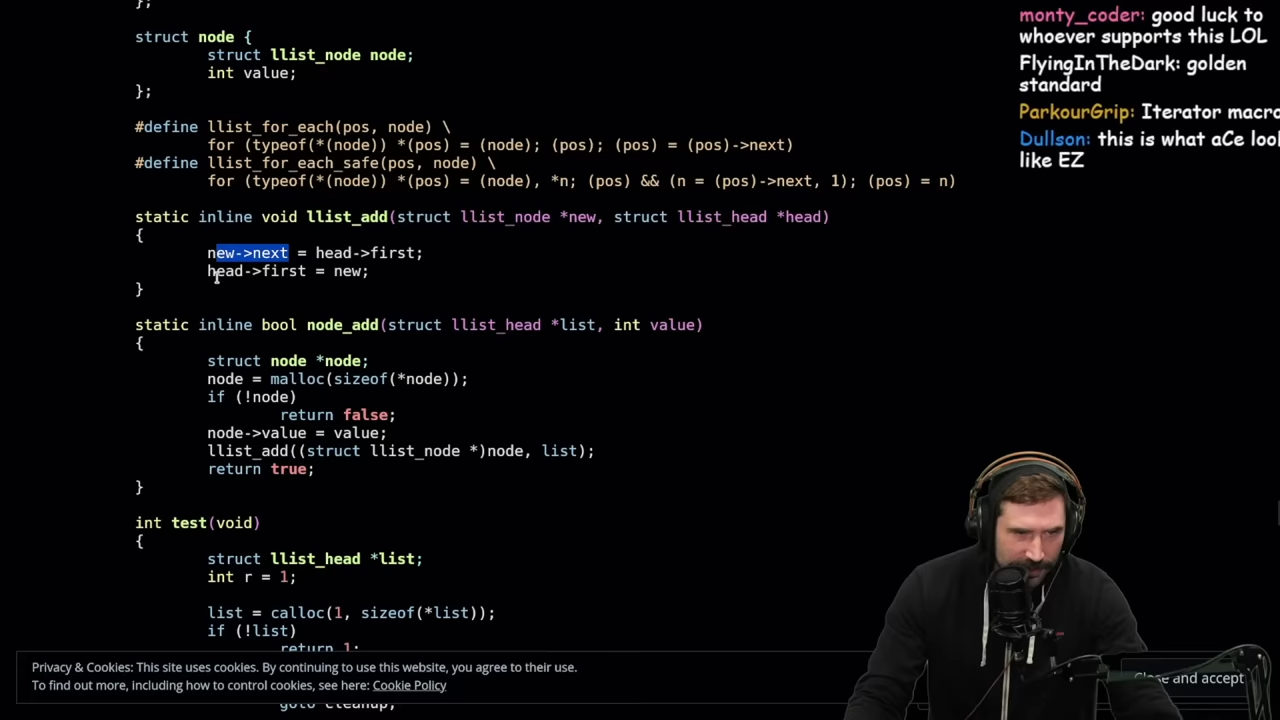 };
struct node {
struct llist_node node;
int value;
};
#define llist_for_each(pos, node) \
for (typeof(*(node)) *(pos) = (node); (pos); (pos) = (pos)->next)
#define llist_for_each_safe(pos, node) \
for (typeof(*(node)) *(pos) = (node), *n; (pos) && (n = (pos)->next, 1); (pos) = n)
static inline void llist_add(struct llist_node *new, struct llist_head *head)
{
new->next = head->first;
head->first = new;
}
static inline bool node_add(struct llist_head *list, int value)
{
struct node *node;
node = malloc(sizeof(*node));
if (!node)
return false;
node->value = value;
llist_add((struct llist_node *)node, list);
return true;
}
int test(void)
{
struct llist_head *list;
int r = 1;
list = calloc(1, sizeof(*list));
if (!list)
return 1;
goto cleanup;
Privacy & Cookies: This site uses cookies. By continuing to use this website, you agree to their use.
To find out more, including how to control cookies, see here: Cookie Policy
Close and accept
monty_coder: good luck to
whoever supports this LOL
FlyingInTheDark: golden
standard
ParkourGrip: Iterator macro
Dullson: this is what aCe loo
like EZ